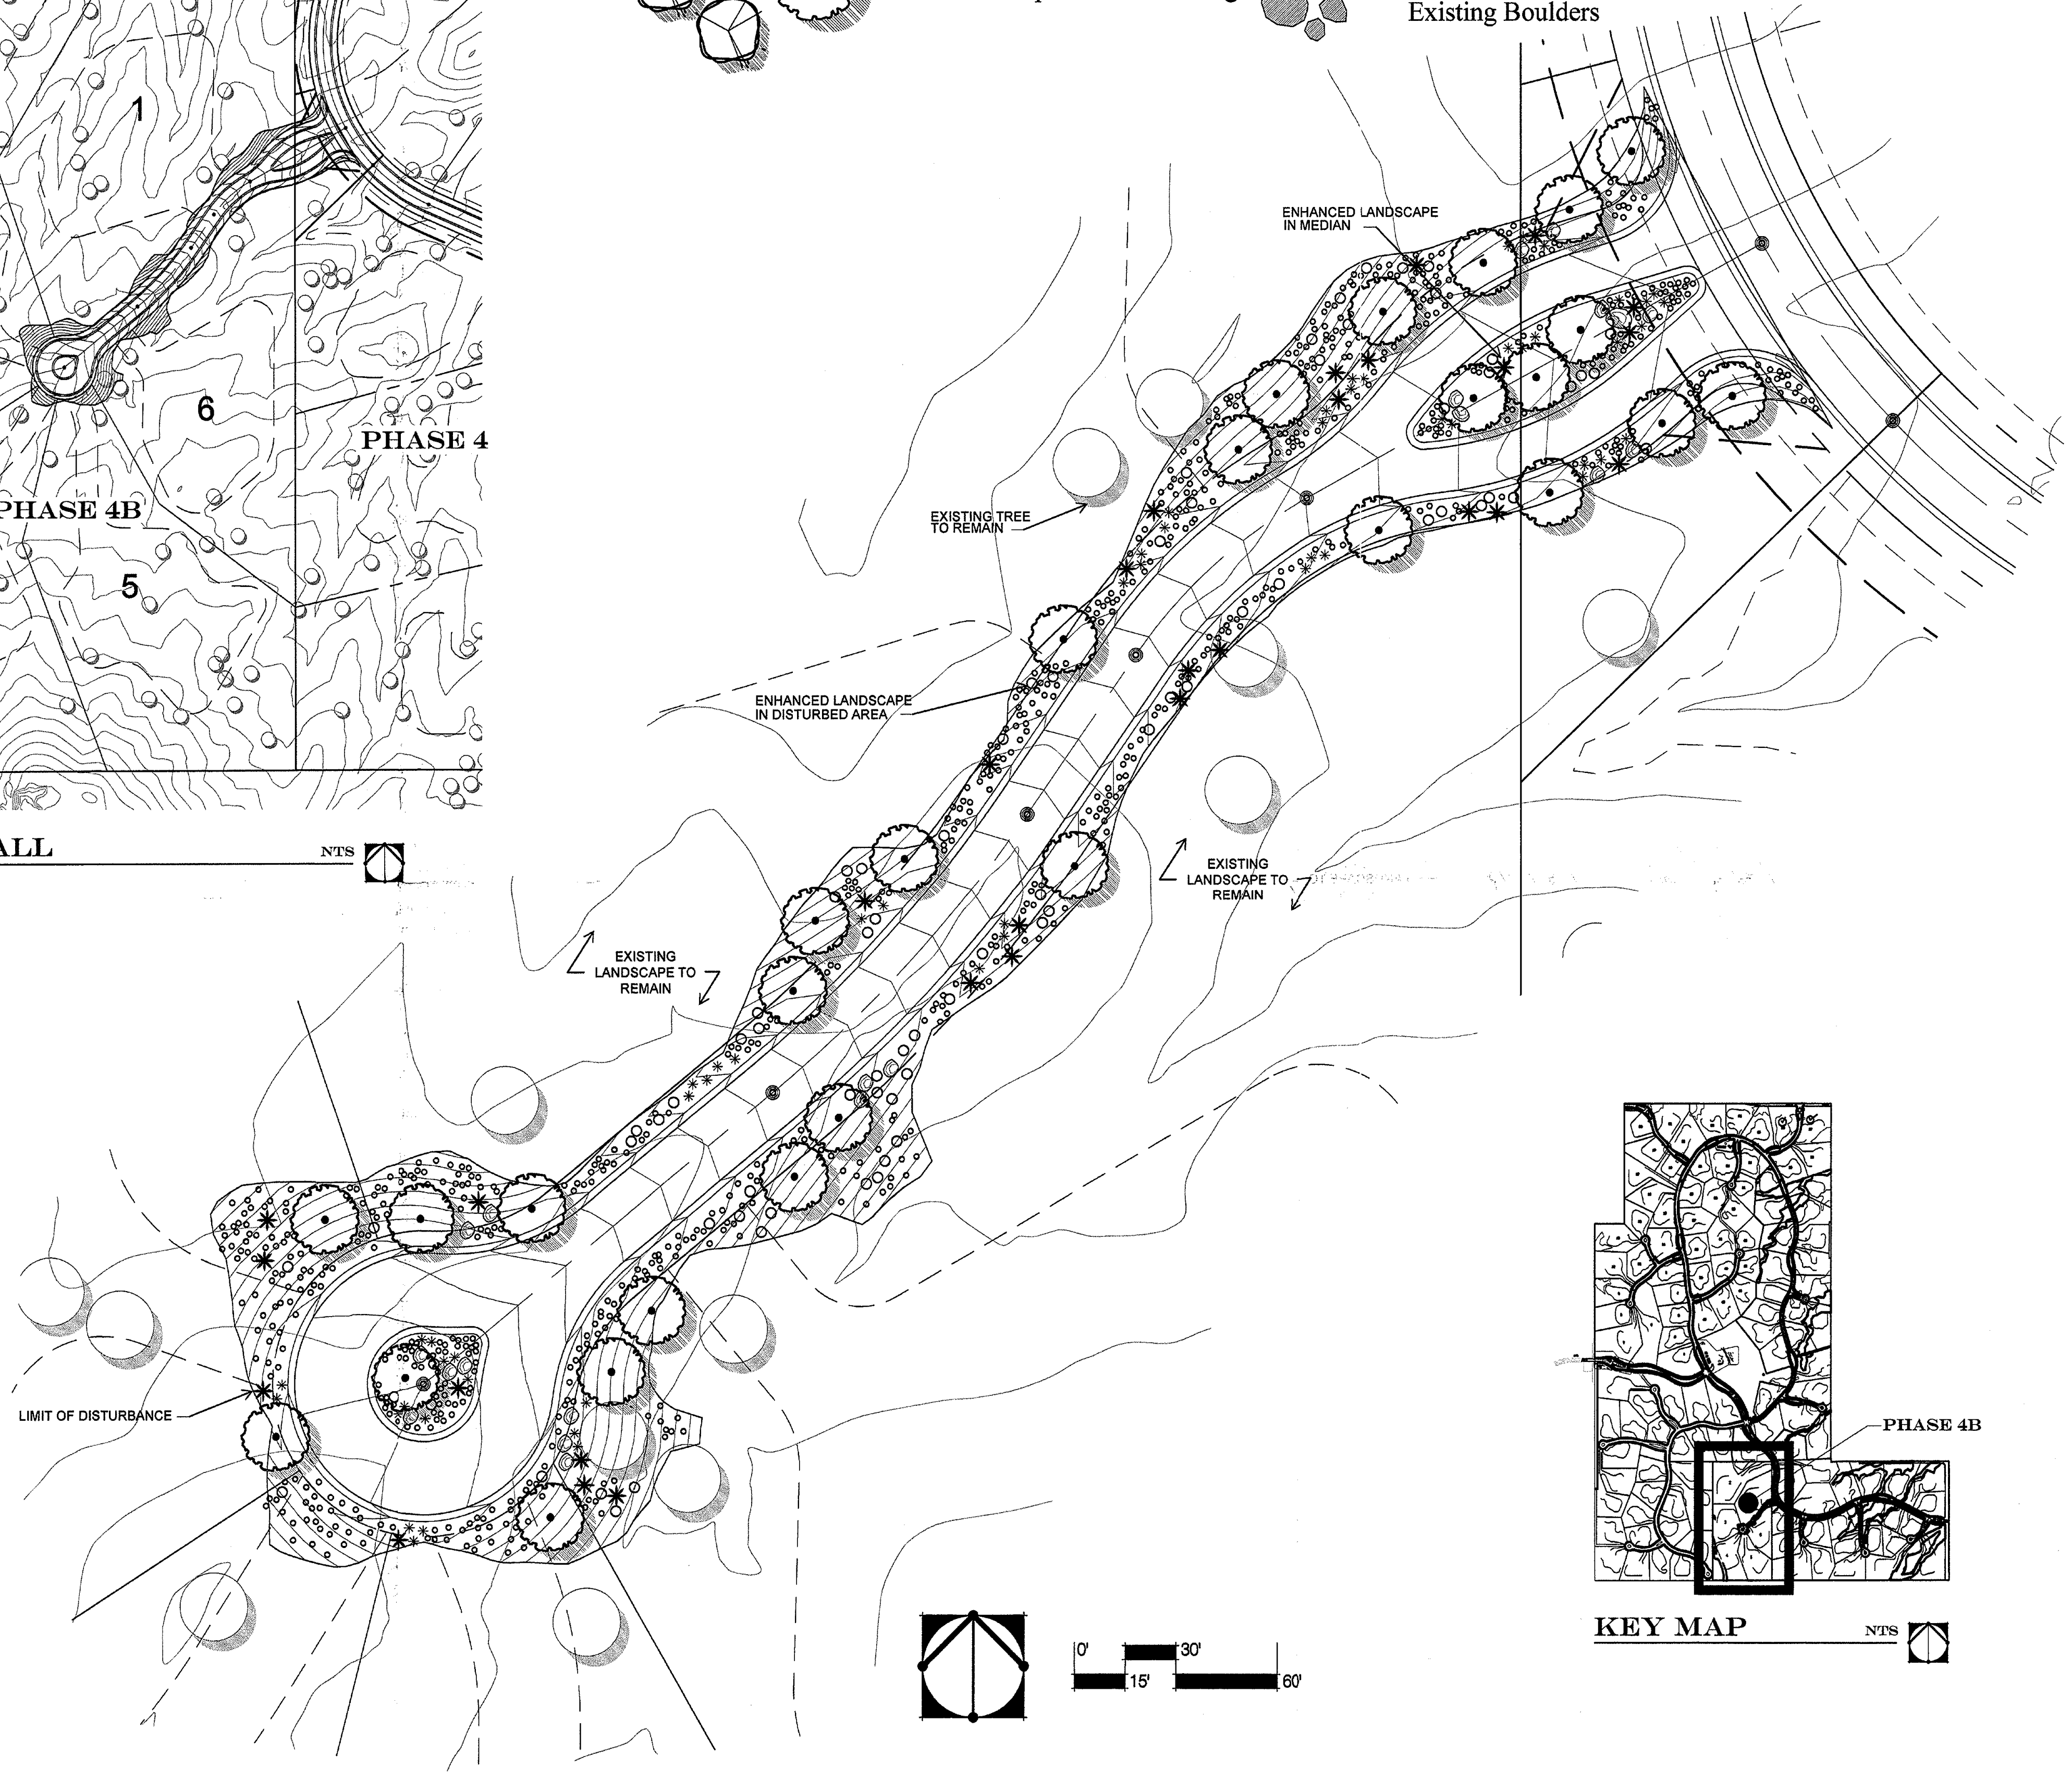 Existing Boulders
1
6
PHASE 4
PHASE 4B
5
ALL
NTS
ENHANCED LANDSCAPE
IN MEDIAN
EXISTING TREE
TO REMAIN
ENHANCED LANDSCAPE
IN DISTURBED AREA
EXISTING
LANDSCAPE TO
REMAIN
EXISTING
LANDSCAPE TO
REMAIN
LIMIT OF DISTURBANCE
0' 30'
15' 60'
PHASE 4B
KEY MAP
NTS